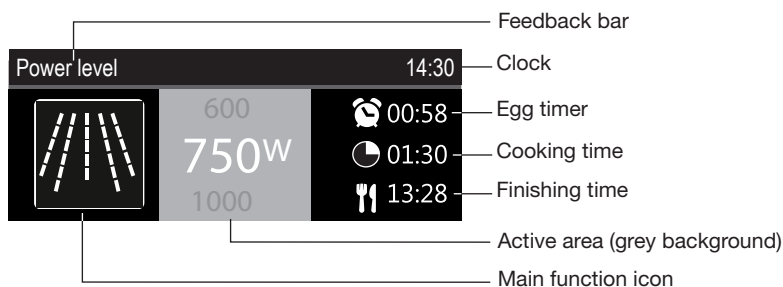 Feedback bar
Power level 14:30 Clock
600 00:58 Egg timer
750W 01:30 Cooking time
1000 13:28 Finishing time
Active area (grey background)
Main function icon